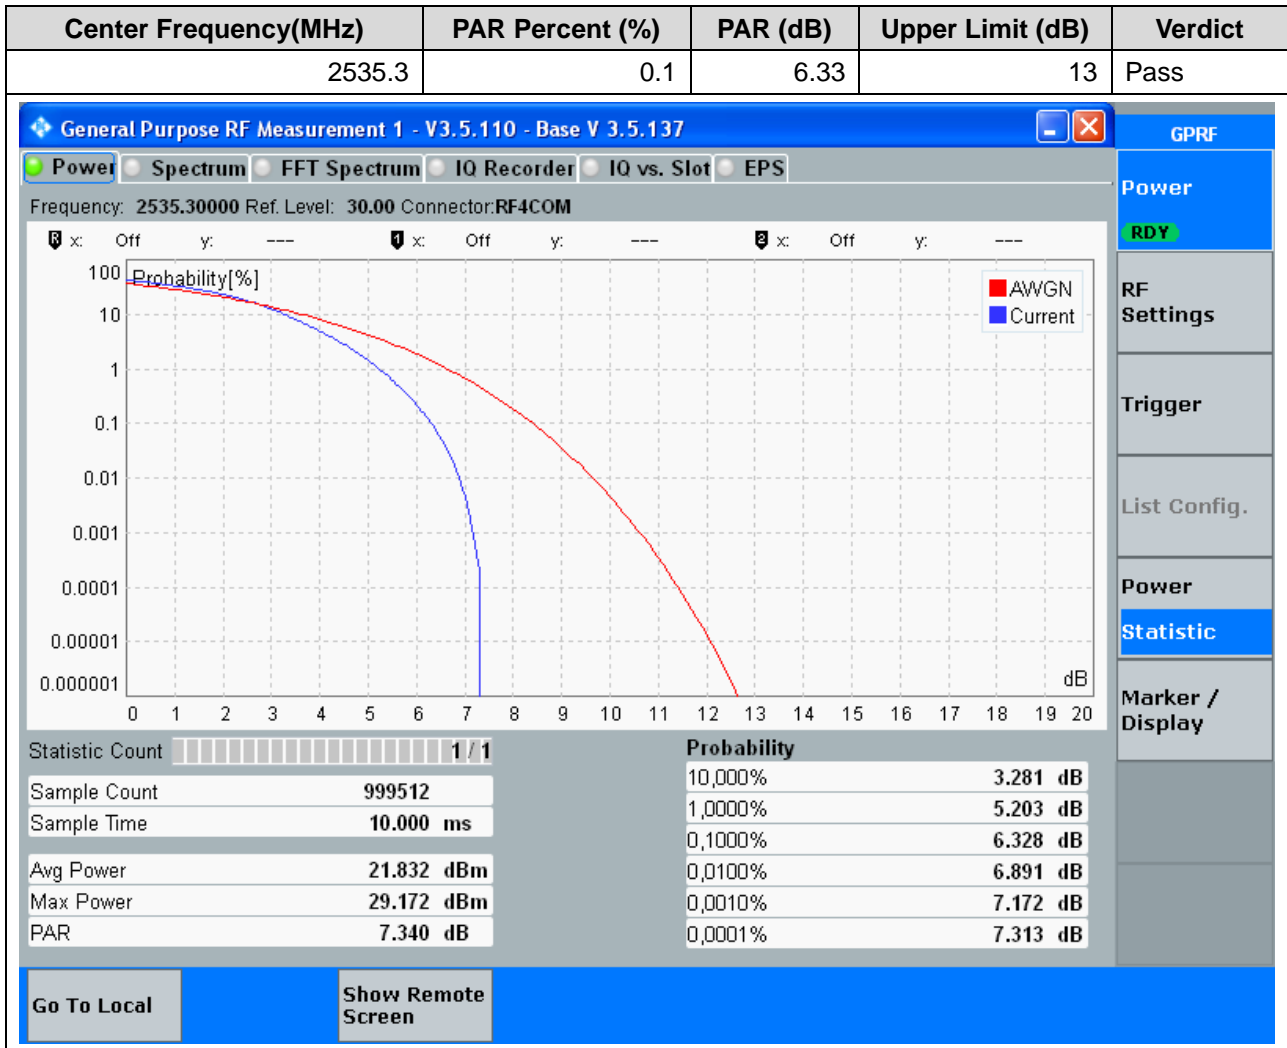 Center Frequency(MHz) PAR Percent (%) PAR (dB) Upper Limit (dB) Verdict
2535.3 0.1 6.33 13 Pass
General Purpose RF Measurement 1 - V3.5.110 - Base V 3.5.137
GPRF
Power Spectrum FFT Spectrum IQ Recorder IQ vs. Slot EPS
Frequency: 2535.30000 Ref. Level: 30.00 Connector:RF4COM
R x: Off y: --- 1 x: Off y: --- 2 x: Off y: ---
Probability[%]
AWGN
Current
100
10
1
0.1
0.01
0.001
0.0001
0.00001
0.000001
dB
0 1 2 3 4 5 6 7 8 9 10 11 12 13 14 15 16 17 18 19 20
Statistic Count 1 / 1
Sample Count 999512
Sample Time 10.000 ms
Avg Power 21.832 dBm
Max Power 29.172 dBm
PAR 7.340 dB
Probability
10,000% 3.281 dB
1,0000% 5.203 dB
0,1000% 6.328 dB
0,0100% 6.891 dB
0,0010% 7.172 dB
0,0001% 7.313 dB
Power
RDY
RF
Settings
Trigger
List Config.
Power
Statistic
Marker /
Display
Go To Local
Show Remote
Screen